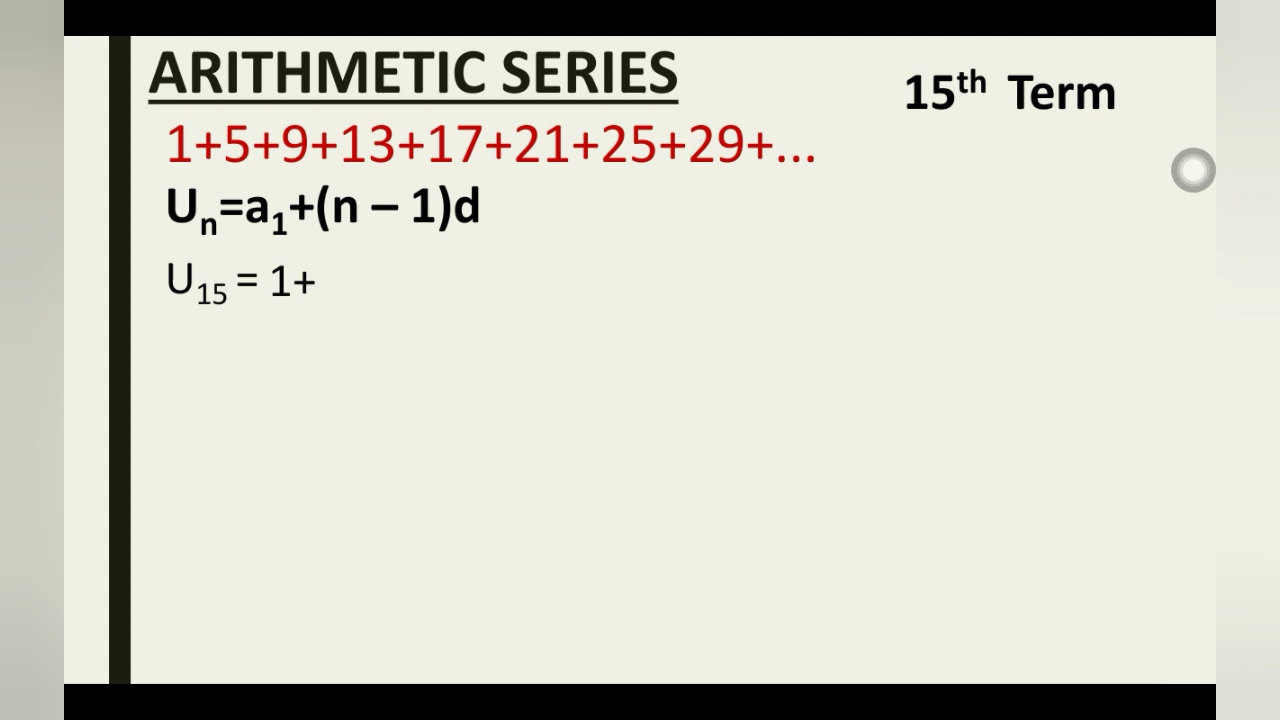 ARITHMETIC SERIES
15th Term
1+5+9+13+17+21+25+29+...
Un=a1+(n – 1)d
U15 = 1+